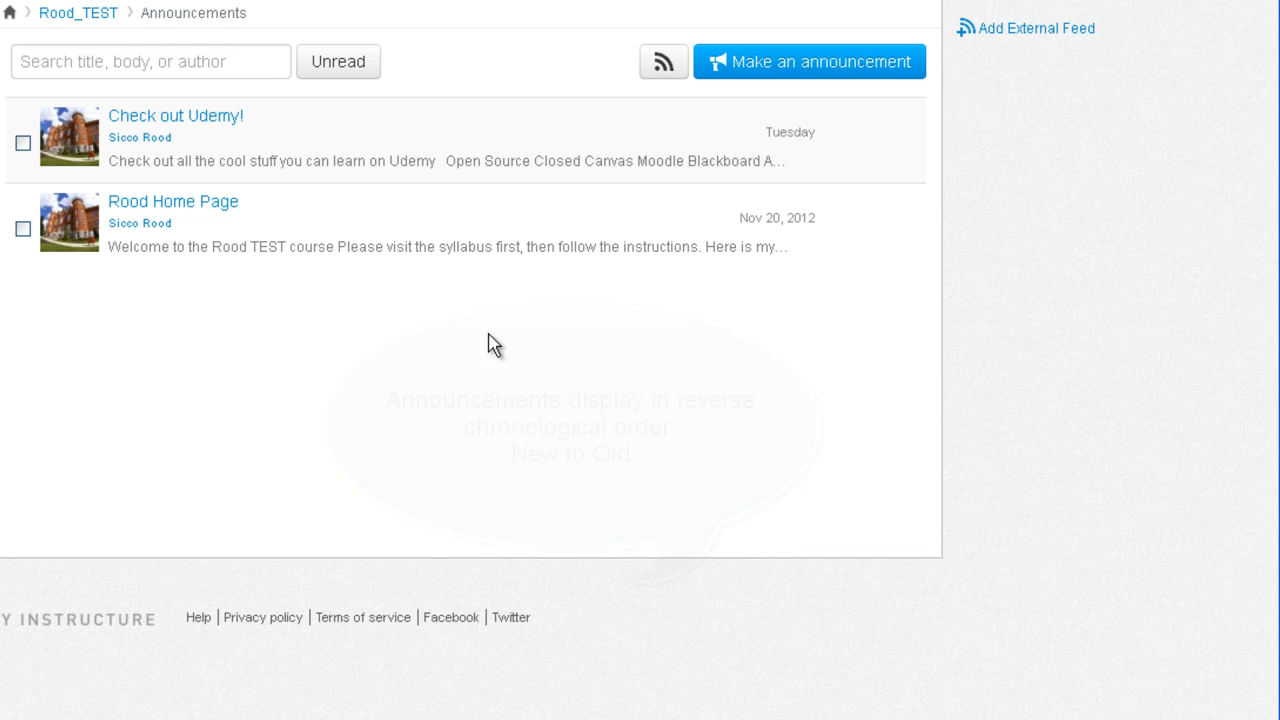 Rood_TEST Announcements
Add External Feed
Search title, body, or author Unread Make an announcement
Check out Udemy!
Sicco Rood
Tuesday
Check out all the cool stuff you can learn on Udemy Open Source Closed Canvas Moodle Blackboard A...
Rood Home Page
Sicco Rood
Nov 20, 2012
Welcome to the Rood TEST course Please visit the syllabus first, then follow the instructions. Here is my...
Announcements display in reverse
chronological order
New to Old
Y INSTRUCTURE Help Privacy policy Terms of service Facebook Twitter